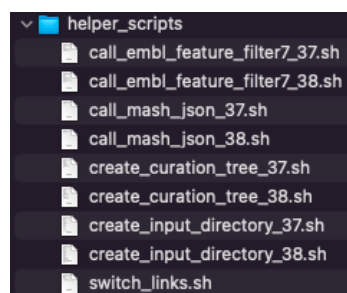 helper_scripts
call_embl_feature_filter7_37.sh
call_embl_feature_filter7_38.sh
call_mash_json_37.sh
call_mash_json_38.sh
create_curation_tree_37.sh
create_curation_tree_38.sh
create_input_directory_37.sh
create_input_directory_38.sh
switch_links.sh